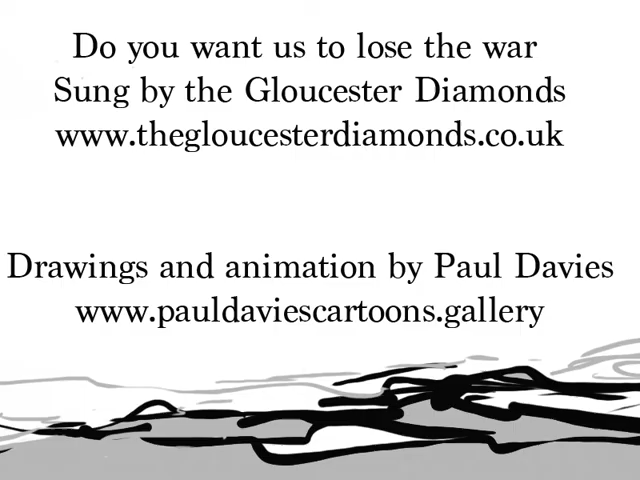 Do you want us to lose the war
Sung by the Gloucester Diamonds
www.thegloucesterdiamonds.co.uk
Drawings and animation by Paul Davies
www.pauldaviescartoons.gallery